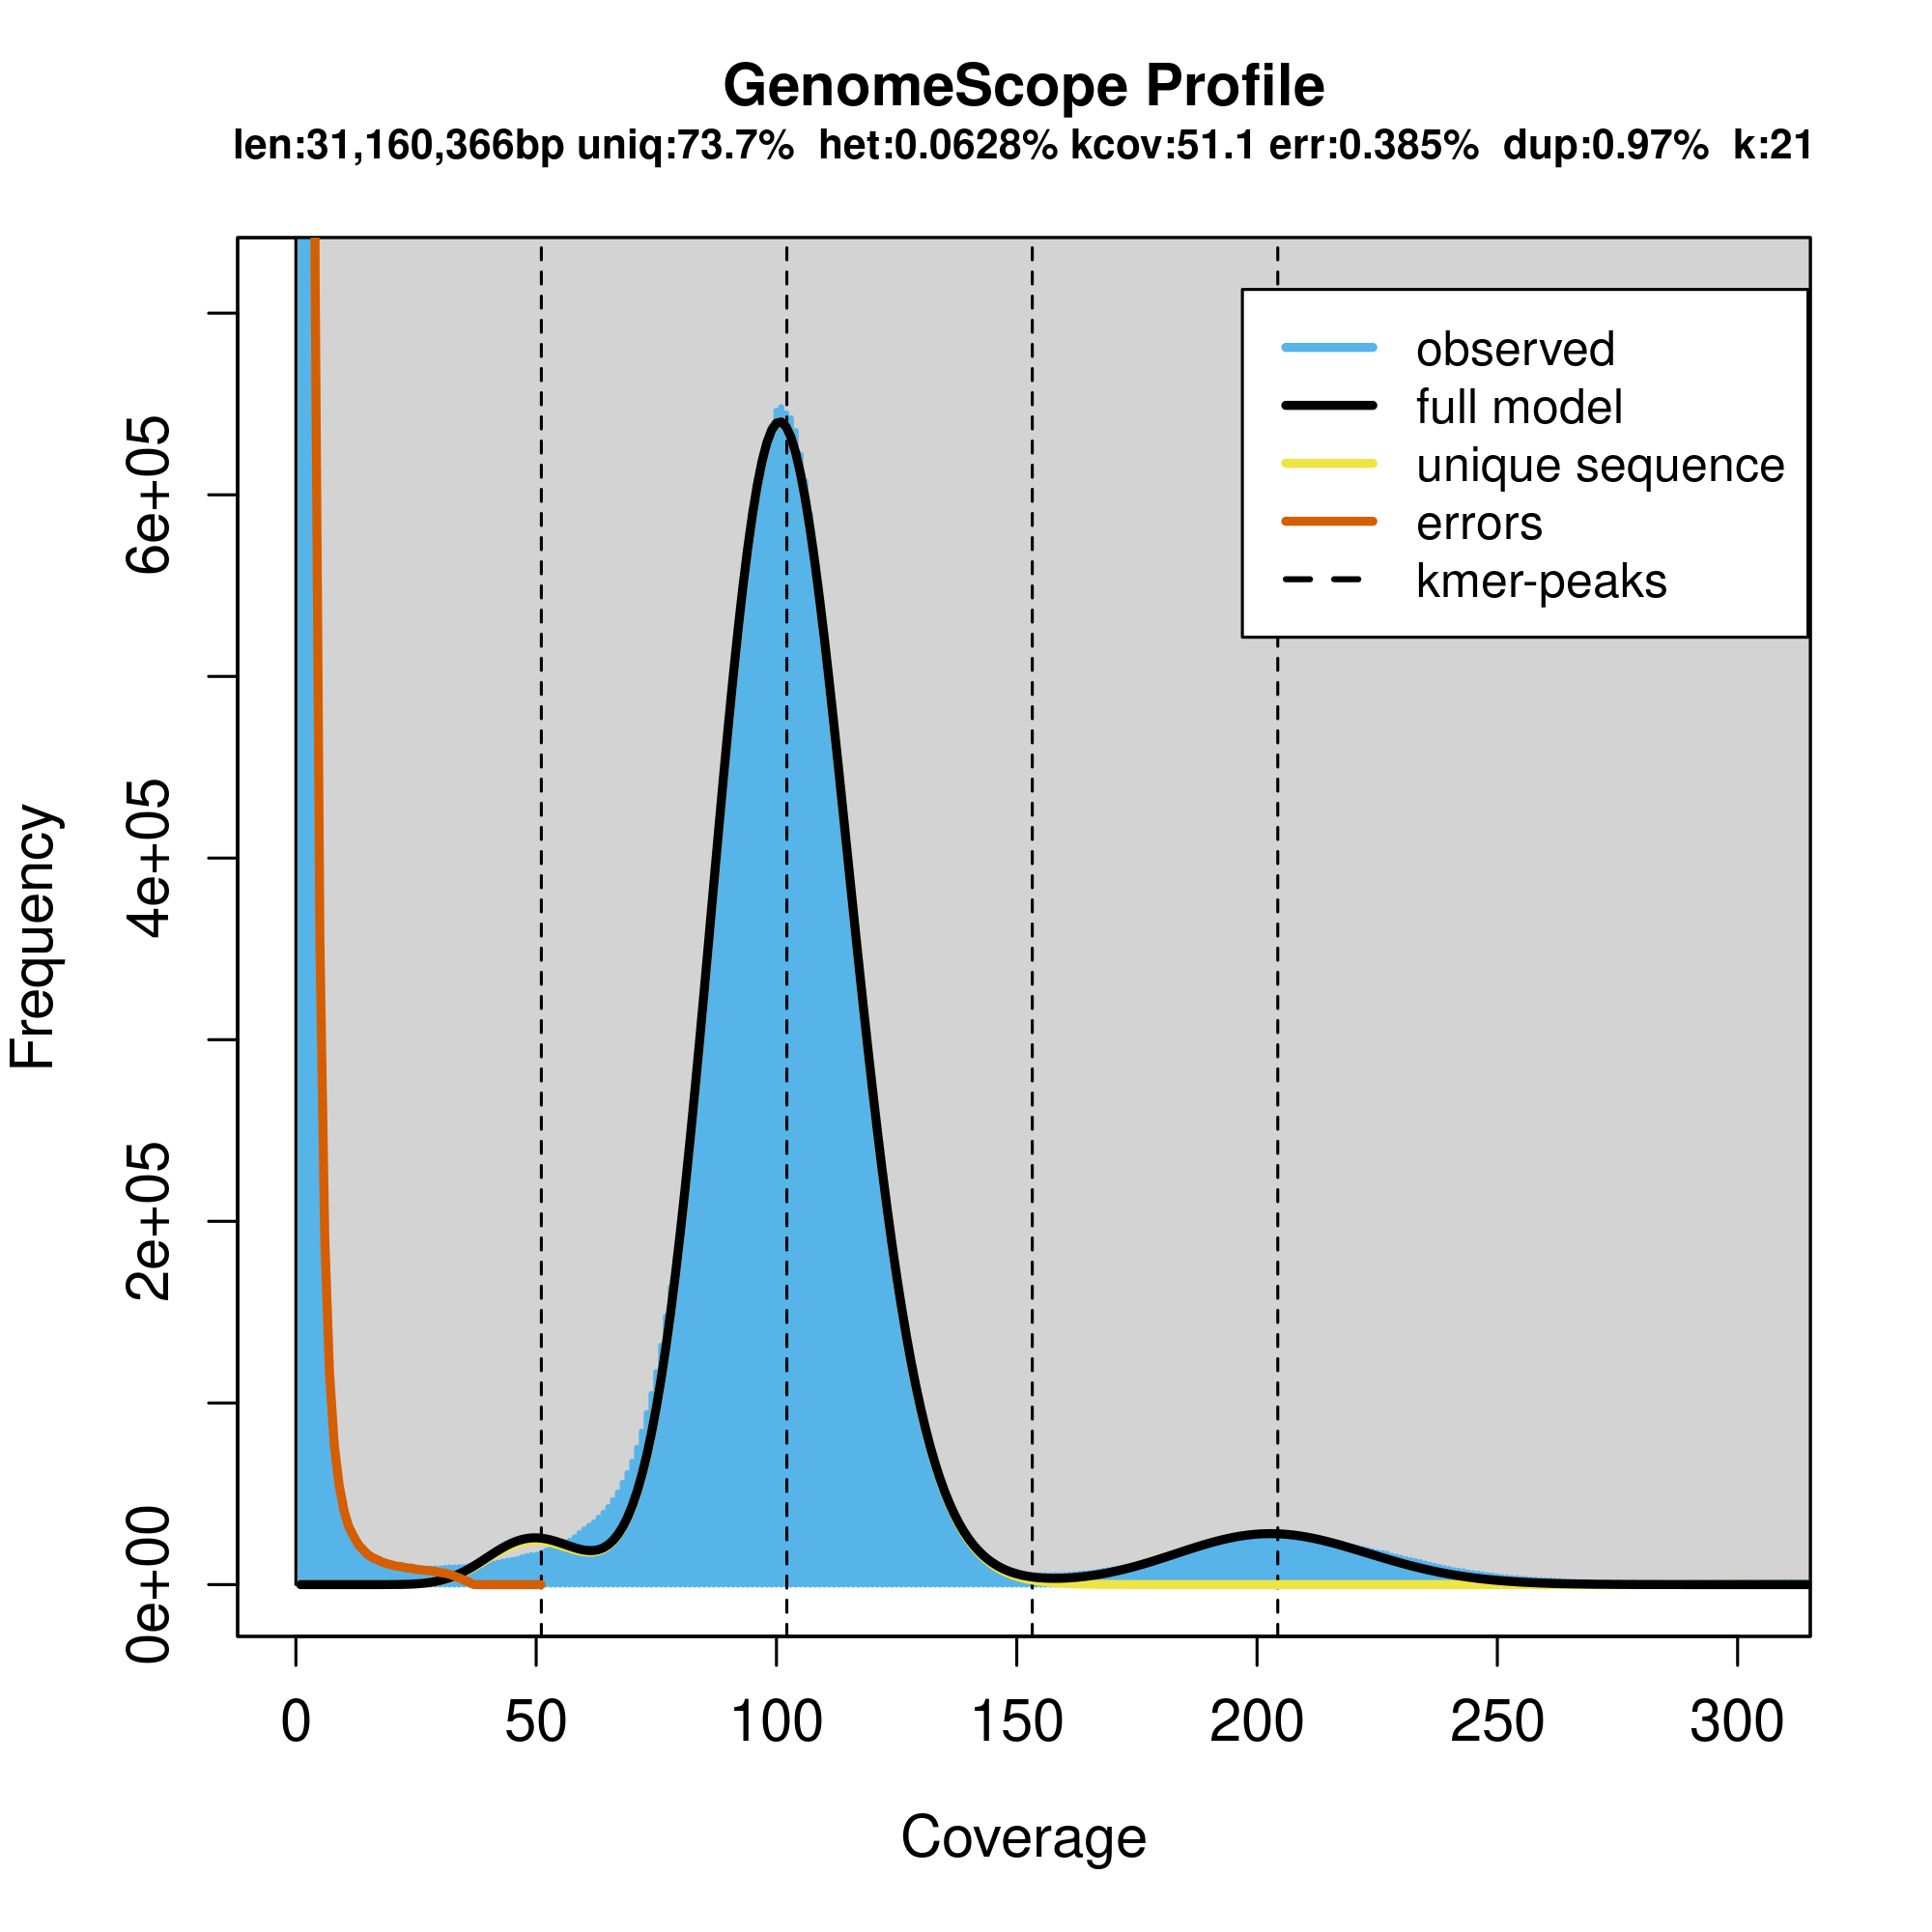 GenomeScope Profile
len:31,160,366bp uniq:73.7% het:0.0628% kcov:51.1 err:0.385% dup:0.97% k:21
observed
full model
unique sequence
errors
kmer-peaks
Frequency
6e+05
4e+05
2e+05
0e+00
0 50 100 150 200 250 300
Coverage